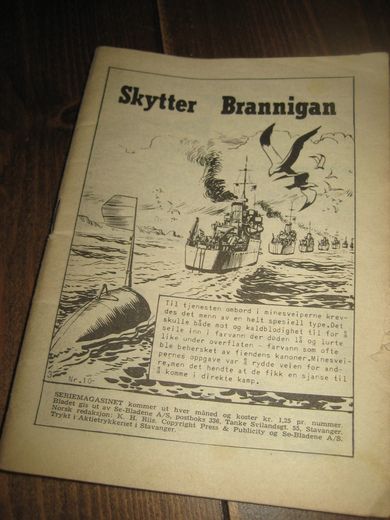 Skytter Brannigan
Til tjenesten ombord i minesveiperne krev-
des det menn av en helt spesiell type.Det
skulle både mot og kaldblodighet til for å
seile inn i farvann der døden lå og lurte
like under overflaten - farvann som ofte
ble behersket av fiendens kanoner.Minesvei-
pernes oppgave var å rydde veien for and-
re,men det hendte at de fikk en sjanse til
å komme i direkte kamp.
Nr.10-
SERIEMAGASINET kommer ut hver måned og koster kr. 1,25 pr. nummer.
Bladet gis ut av Se-Bladene A/S, postboks 336, Tanke Svilandsgt. 55, Stavanger.
Norsk redaksjon: K. H. Riis. Copyright Press & Publicity og Se-Bladene A/S.
Trykt i Aktietrykkeriet i Stavanger.